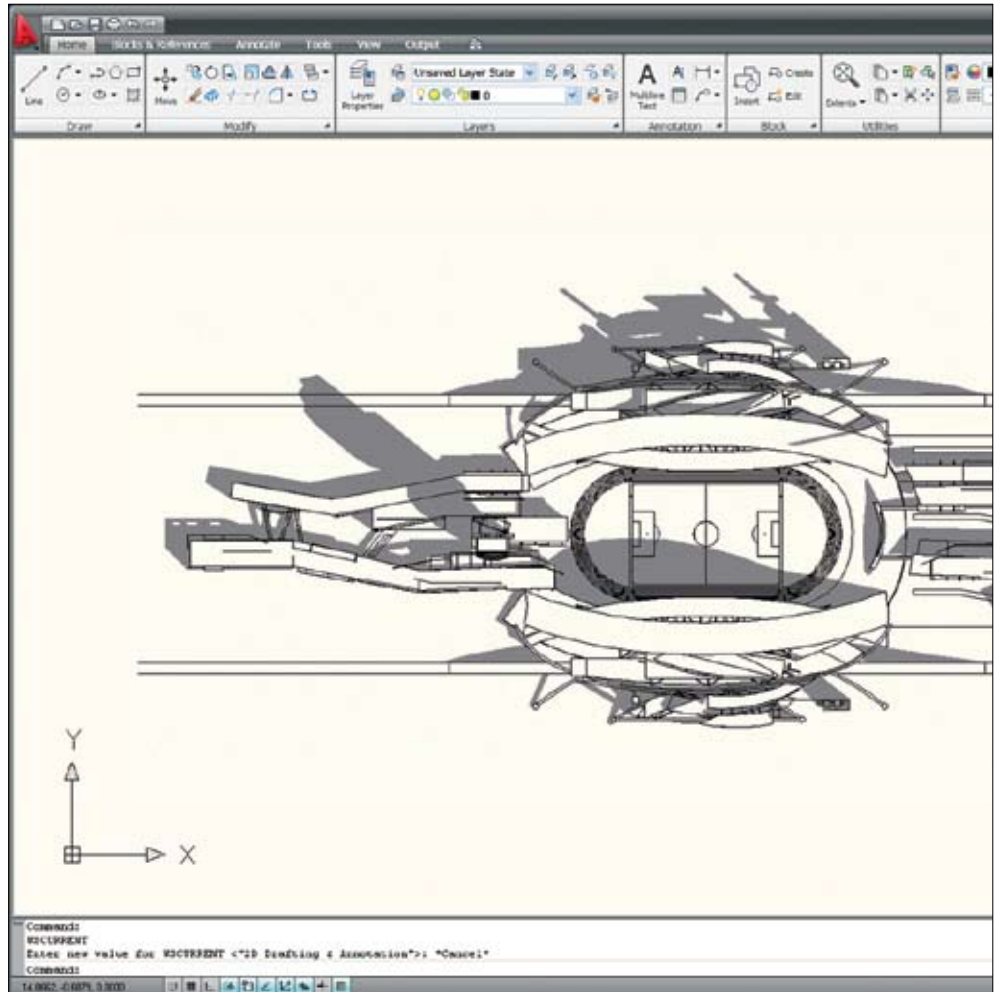 Home Blocks & References Annotate Tools View Output
Line
Move
Layer Properties
Unsaved Layer State
0
A Multiline Text
Insert
Create
Edit
Extents
Draw Modify Layers Annotation Block Utilities
Y
X
Command:
WSCURRENT
Enter new value for WSCURRENT <"2D Drafting & Annotation">: *Cancel*
Command: